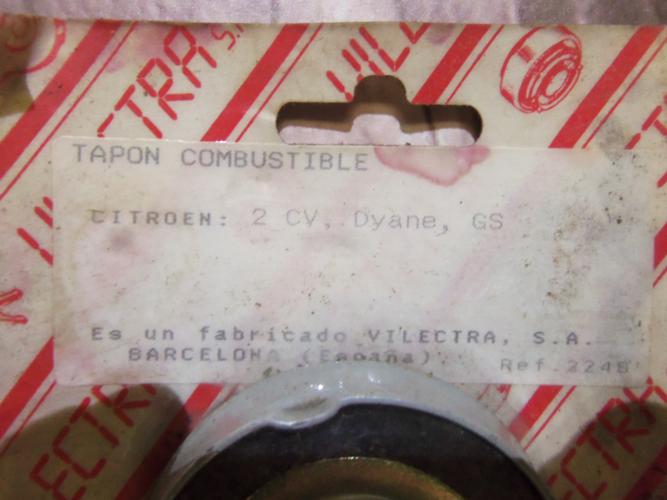 TAPON COMBUSTIBLE
CITROEN: 2 CV, Dyane, GS
Es un fabricado VILECTRA, S.A.
BARCELONA (España).
Ref.2248